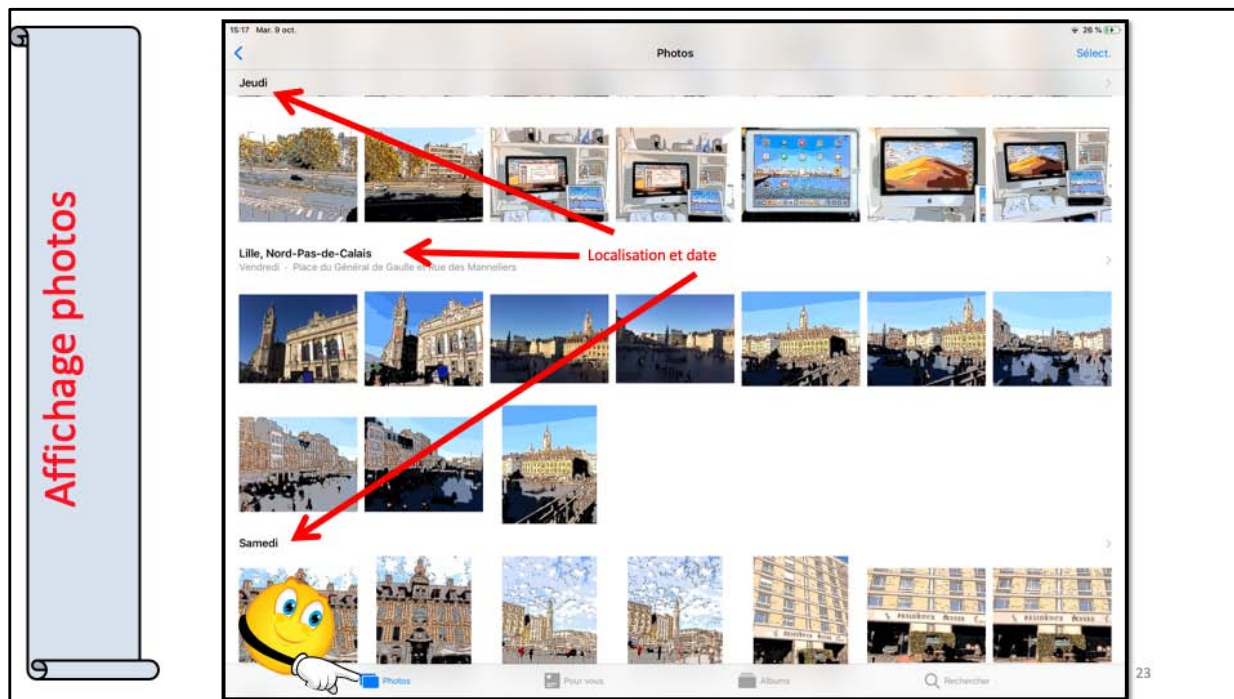 Affichage photos
15:17 Mar. 9 oct.
26 %
Photos
Sélect.
Jeudi
Lille, Nord-Pas-de-Calais
Localisation et date
Vendredi · Place du Général de Gaulle et Rue des Manneliers
Samedi
Photos
Pour vous
Albums
Rechercher
23